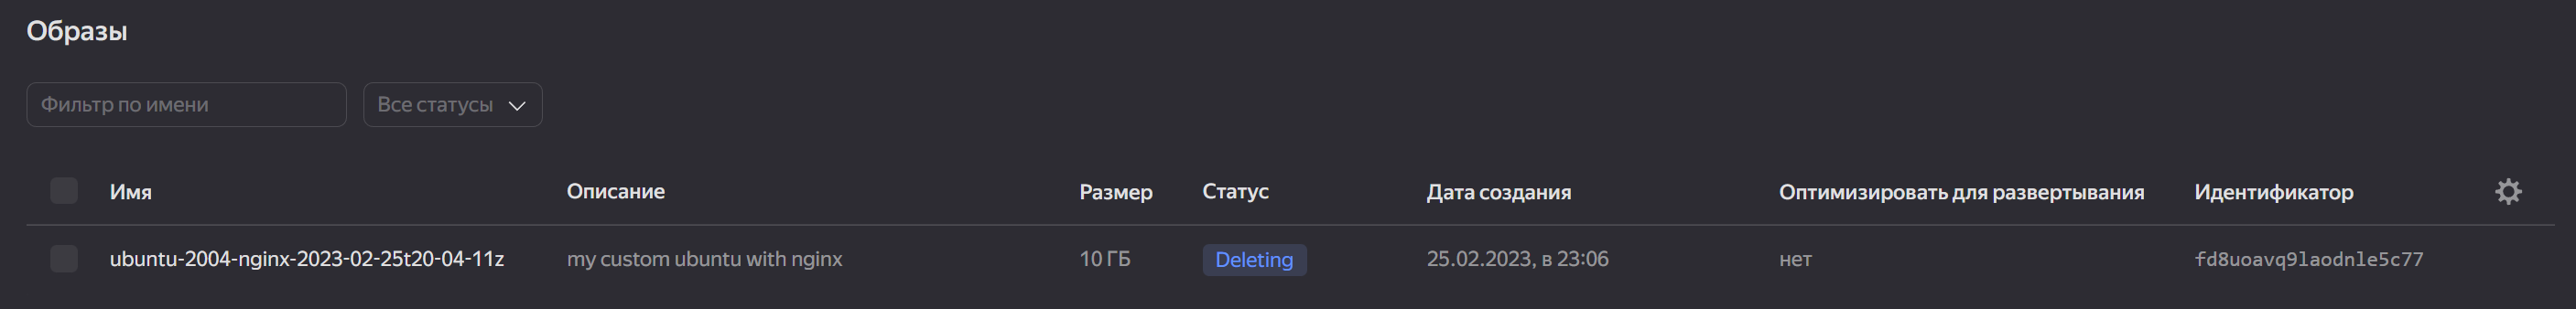 Образы
Фильтр по имени Все статусы
Имя Описание Размер Статус Дата создания Оптимизировать для развертывания Идентификатор
ubuntu-2004-nginx-2023-02-25t20-04-11z my custom ubuntu with nginx 10 ГБ Deleting 25.02.2023, в 23:06 нет fd8uoavq9laodnle5c77